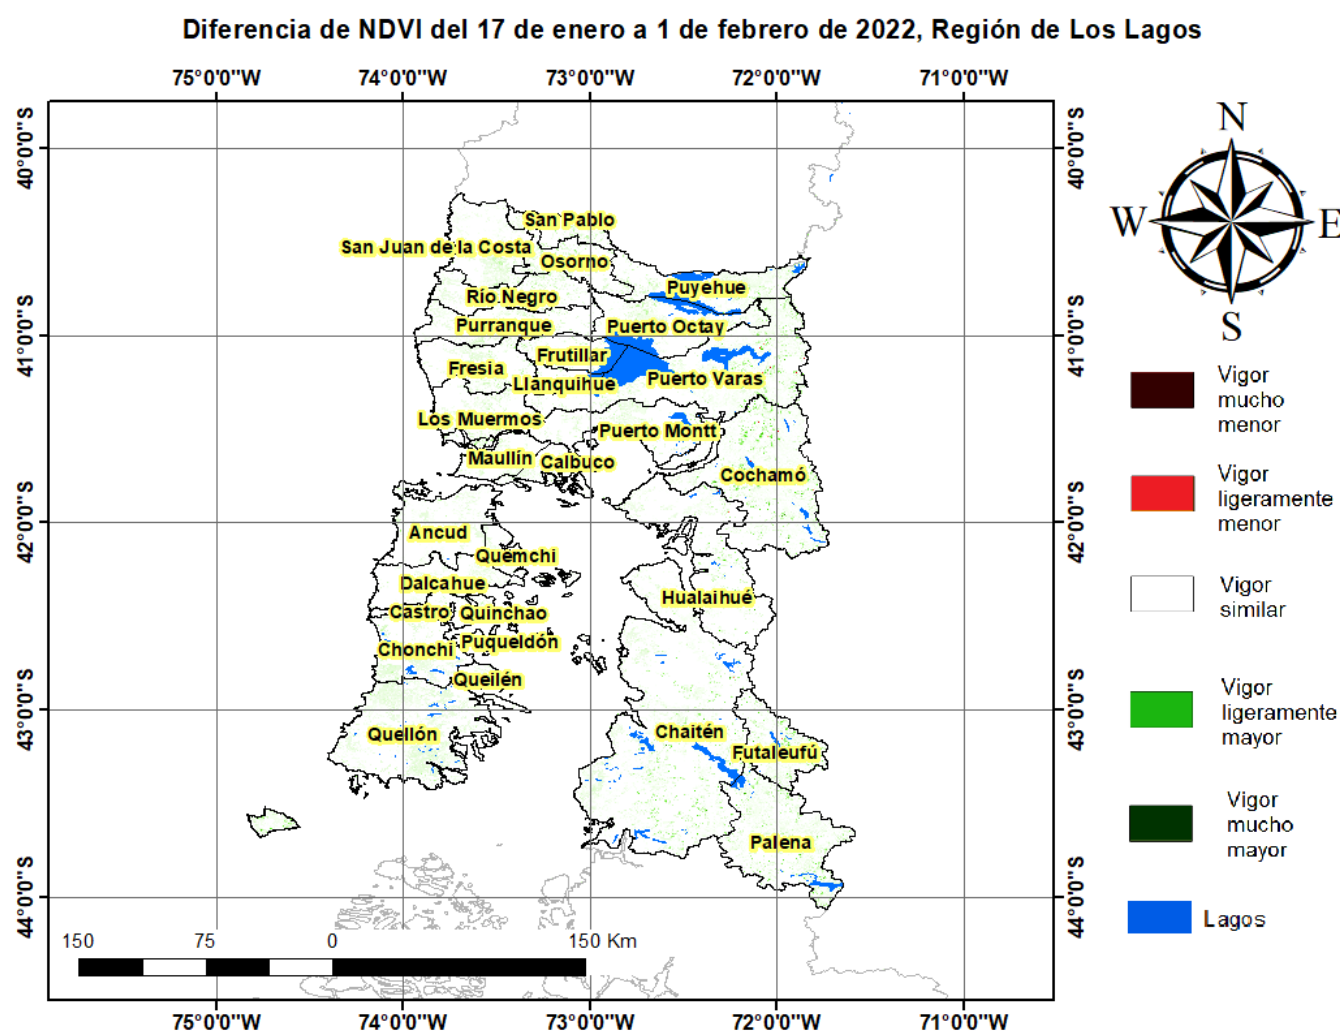 Diferencia de NDVI del 17 de enero a 1 de febrero de 2022, Región de Los Lagos
75°0'0"W 74°0'0"W 73°0'0"W 72°0'0"W 71°0'0"W
40°0'0"S 40°0'0"S
41°0'0"S 41°0'0"S
42°0'0"S 42°0'0"S
43°0'0"S 43°0'0"S
44°0'0"S 44°0'0"S
San Pablo
San Juan de la Costa
Osorno
Puyehue
Río Negro
Purranque
Puerto Octay
Frutillar
Fresia
Llanquihue
Puerto Varas
Los Muermos
Puerto Montt
Maullín
Calbuco
Cochamó
Ancud
Quemchi
Dalcahue
Hualaihué
Castro
Quinchao
Chonchi
Puqueldón
Queilén
Quellón
Chaitén
Futaleufú
Palena
150 75 0 150 Km
75°0'0"W 74°0'0"W 73°0'0"W 72°0'0"W 71°0'0"W
N
W E
S
Vigor
mucho
menor
Vigor
ligeramente
menor
Vigor
similar
Vigor
ligeramente
mayor
Vigor
mucho
mayor
Lagos